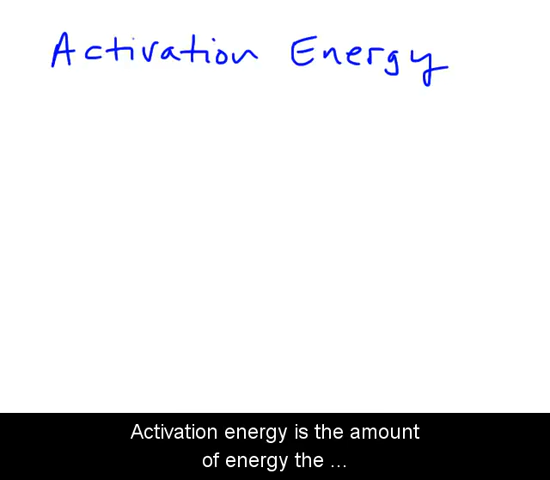 Activation Energy
Activation energy is the amount
of energy the ...